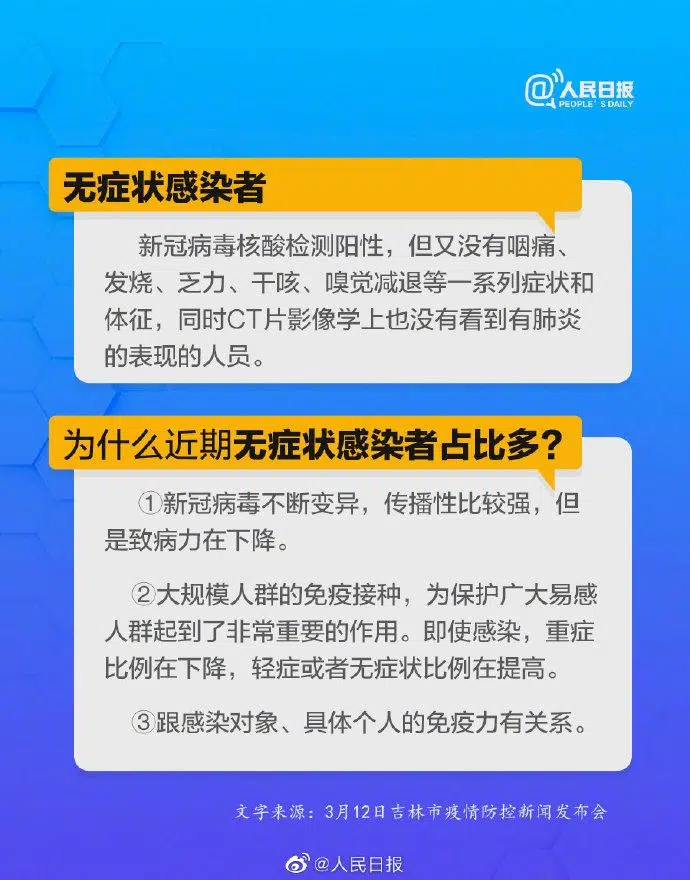 @人民日报
PEOPLE'S DAILY
无症状感染者
新冠病毒核酸检测阳性，但又没有咽痛、
发烧、乏力、干咳、嗅觉减退等一系列症状和
体征，同时CT片影像学上也没有看到有肺炎
的表现的人员。
为什么近期无症状感染者占比多？
①新冠病毒不断变异，传播性比较强，但
是致病力在下降。
②大规模人群的免疫接种，为保护广大易感
人群起到了非常重要的作用。即使感染，重症
比例在下降，轻症或者无症状比例在提高。
③跟感染对象、具体个人的免疫力有关系。
文字来源：3月12日吉林市疫情防控新闻发布会
@人民日报